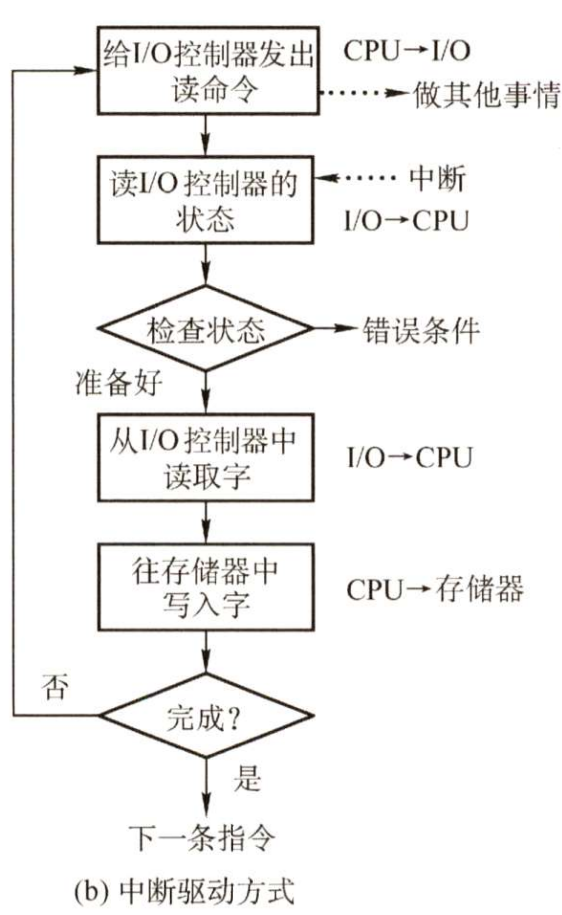 给I/O控制器发出
读命令
CPU→I/O
做其他事情
读I/O控制器的
状态
中断
I/O→CPU
检查状态
错误条件
准备好
从I/O控制器中
读取字
I/O→CPU
往存储器中
写入字
CPU→存储器
否
完成?
是
下一条指令
(b) 中断驱动方式